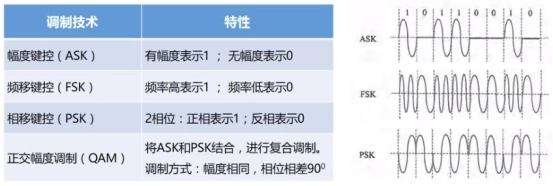 调制技术 特性
幅度键控（ASK） 有幅度表示1 ；无幅度表示0
频移键控（FSK） 频率高表示1 ；频率低表示0
相移键控（PSK） 2相位：正相表示1；反相表示0
正交幅度调制（QAM） 将ASK和PSK结合，进行复合调制。
调制方式：幅度相同，相位相差90⁰
1 0 1 1 0 0 1 0
ASK
FSK
PSK